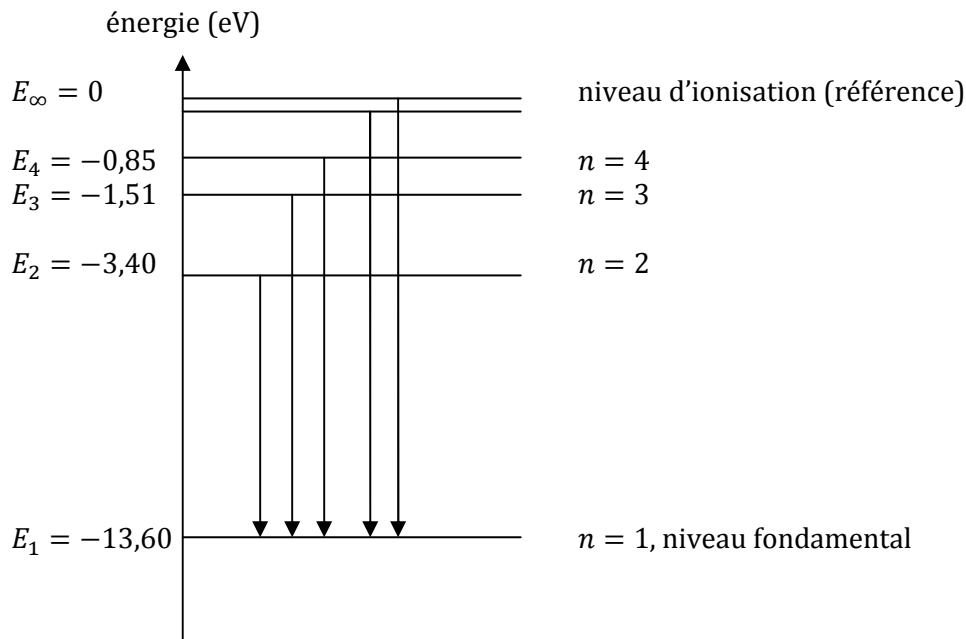 énergie (eV)
E∞ = 0 niveau d'ionisation (référence)
E₄ = −0,85 n = 4
E₃ = −1,51 n = 3
E₂ = −3,40 n = 2
E₁ = −13,60 n = 1, niveau fondamental